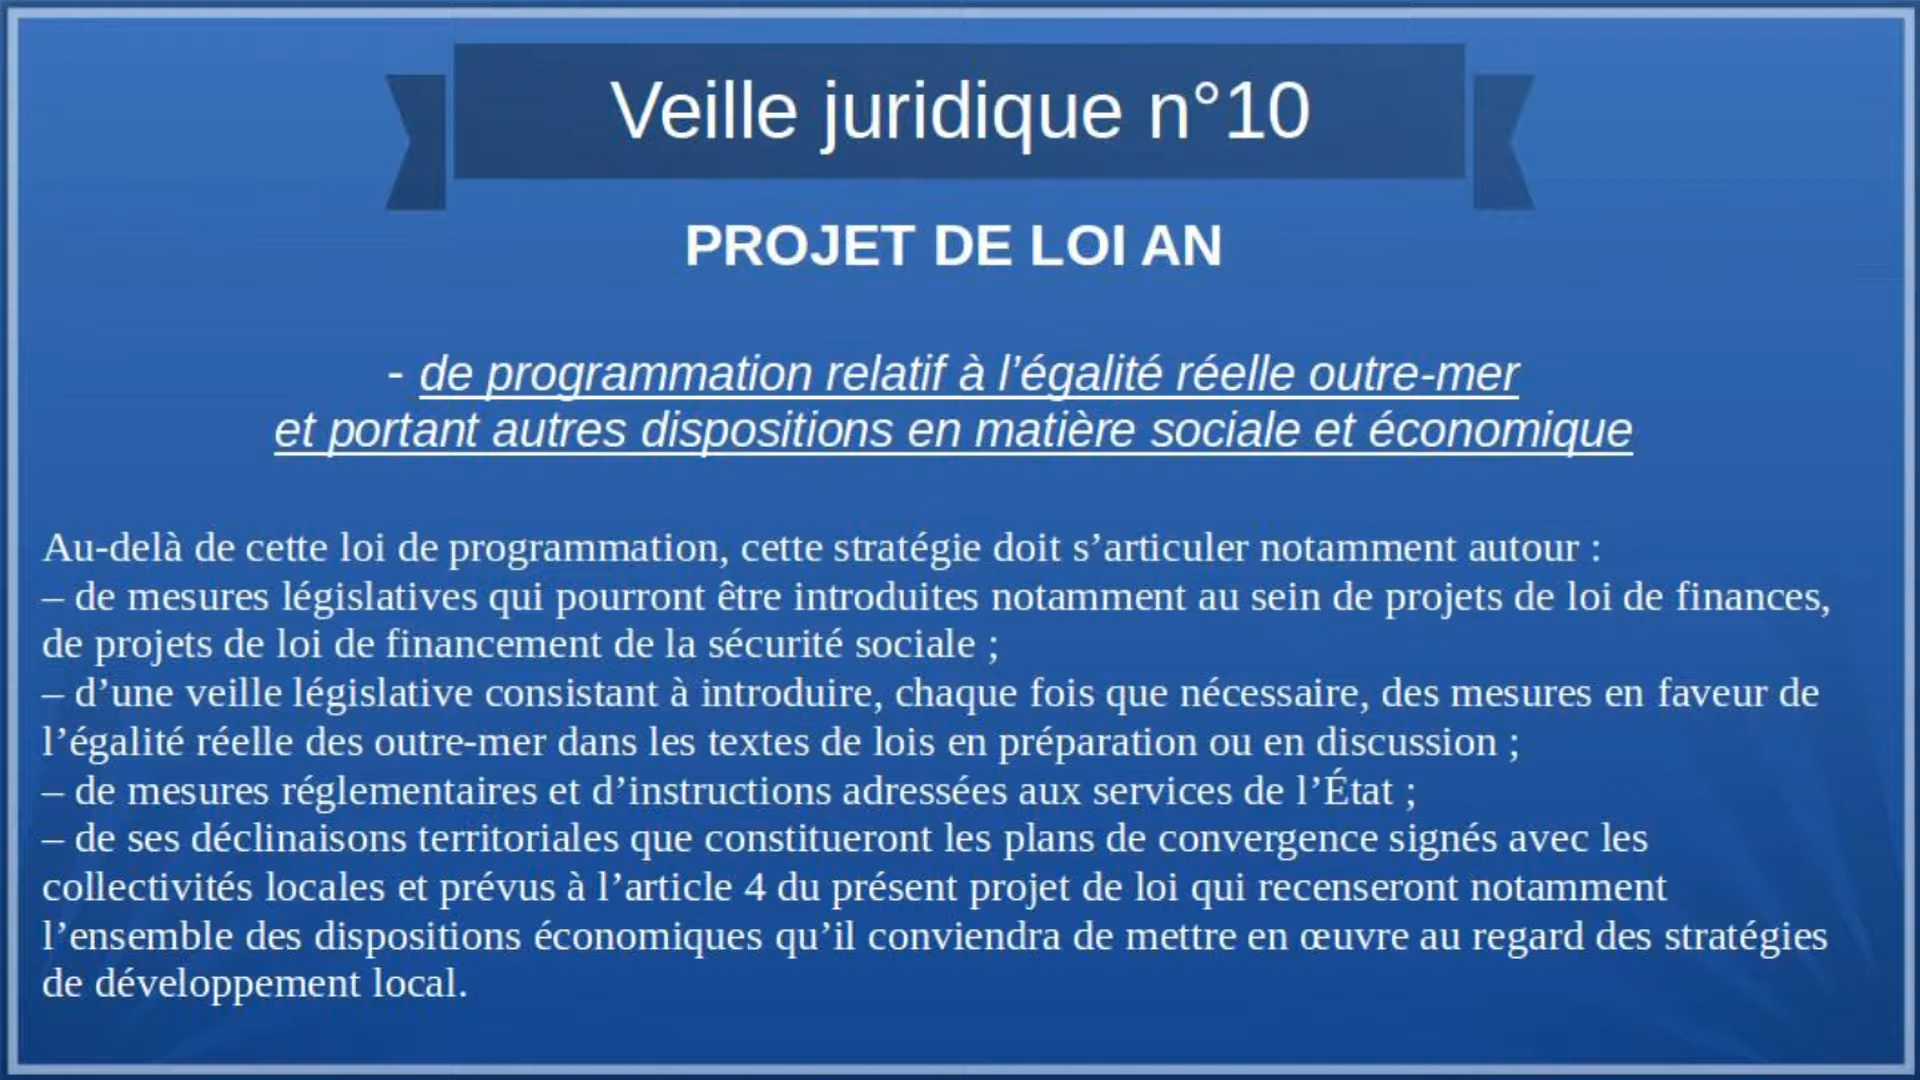 Veille juridique n°10
PROJET DE LOI AN
- de programmation relatif à l’égalité réelle outre-mer
et portant autres dispositions en matière sociale et économique
Au-delà de cette loi de programmation, cette stratégie doit s’articuler notamment autour :
– de mesures législatives qui pourront être introduites notamment au sein de projets de loi de finances,
de projets de loi de financement de la sécurité sociale ;
– d’une veille législative consistant à introduire, chaque fois que nécessaire, des mesures en faveur de
l’égalité réelle des outre-mer dans les textes de lois en préparation ou en discussion ;
– de mesures réglementaires et d’instructions adressées aux services de l’État ;
– de ses déclinaisons territoriales que constitueront les plans de convergence signés avec les
collectivités locales et prévus à l’article 4 du présent projet de loi qui recenseront notamment
l’ensemble des dispositions économiques qu’il conviendra de mettre en œuvre au regard des stratégies
de développement local.